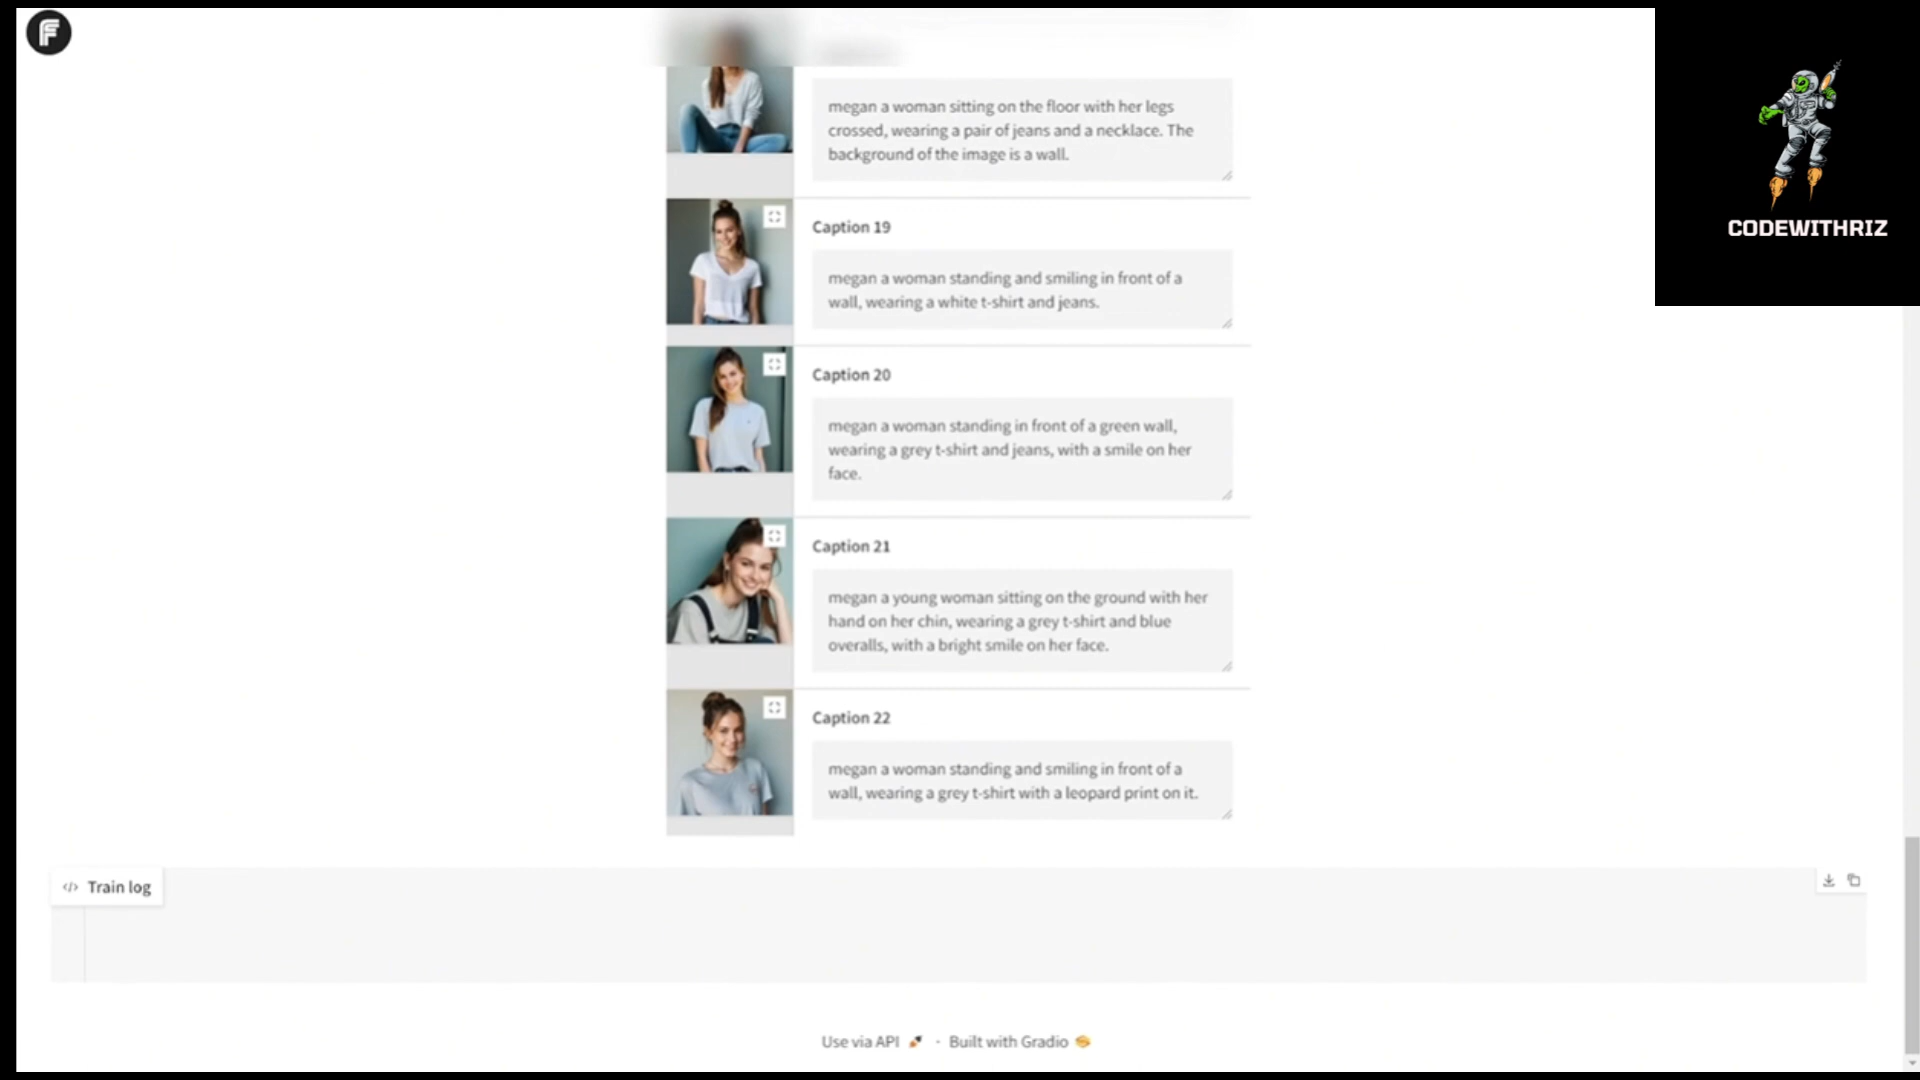 F
CODEWITHRIZ
megan a woman sitting on the floor with her legs
crossed, wearing a pair of jeans and a necklace. The
background of the image is a wall.
Caption 19
megan a woman standing and smiling in front of a
wall, wearing a white t-shirt and jeans.
Caption 20
megan a woman standing in front of a green wall,
wearing a grey t-shirt and jeans, with a smile on her
face.
Caption 21
megan a young woman sitting on the ground with her
hand on her chin, wearing a grey t-shirt and blue
overalls, with a bright smile on her face.
Caption 22
megan a woman standing and smiling in front of a
wall, wearing a grey t-shirt with a leopard print on it.
</> Train log
Use via API · Built with Gradio